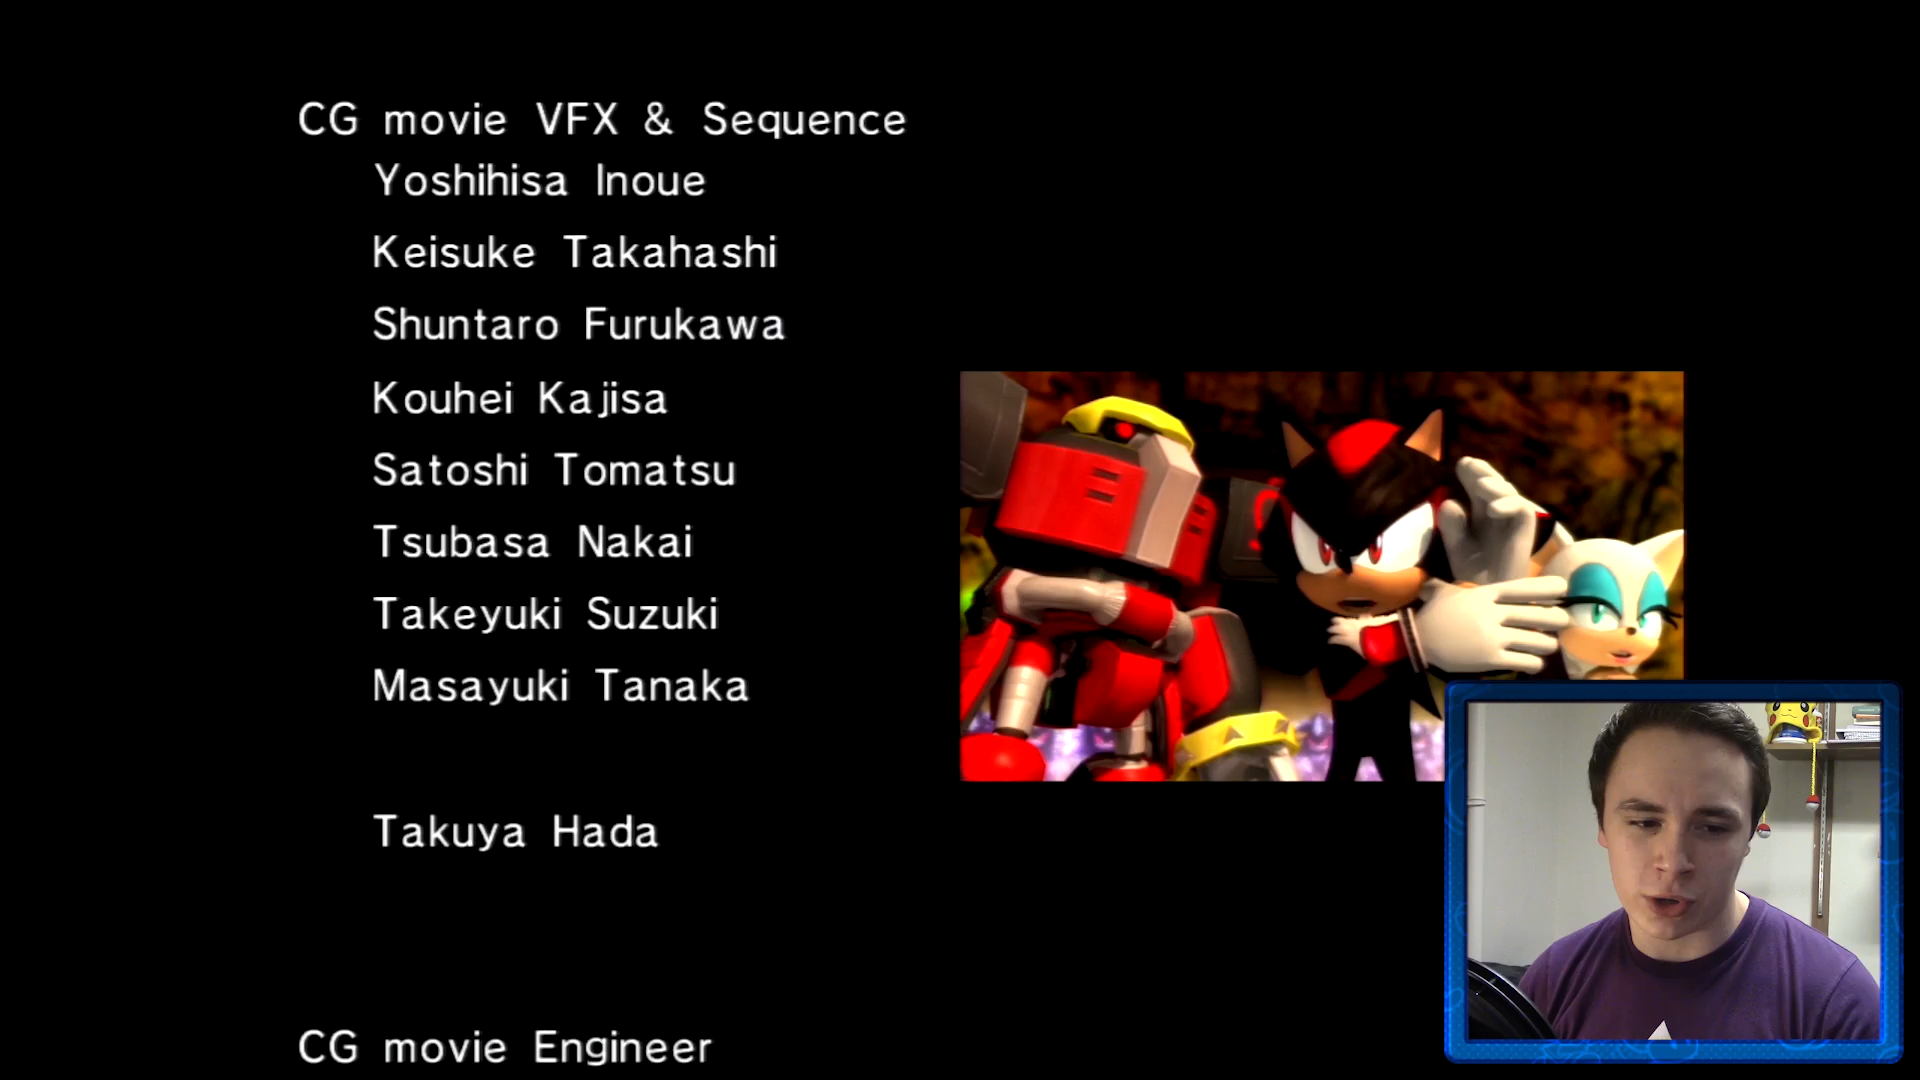 CG movie VFX & Sequence
Yoshihisa Inoue
Keisuke Takahashi
Shuntaro Furukawa
Kouhei Kajisa
Satoshi Tomatsu
Tsubasa Nakai
Takeyuki Suzuki
Masayuki Tanaka
Takuya Hada
CG movie Engineer